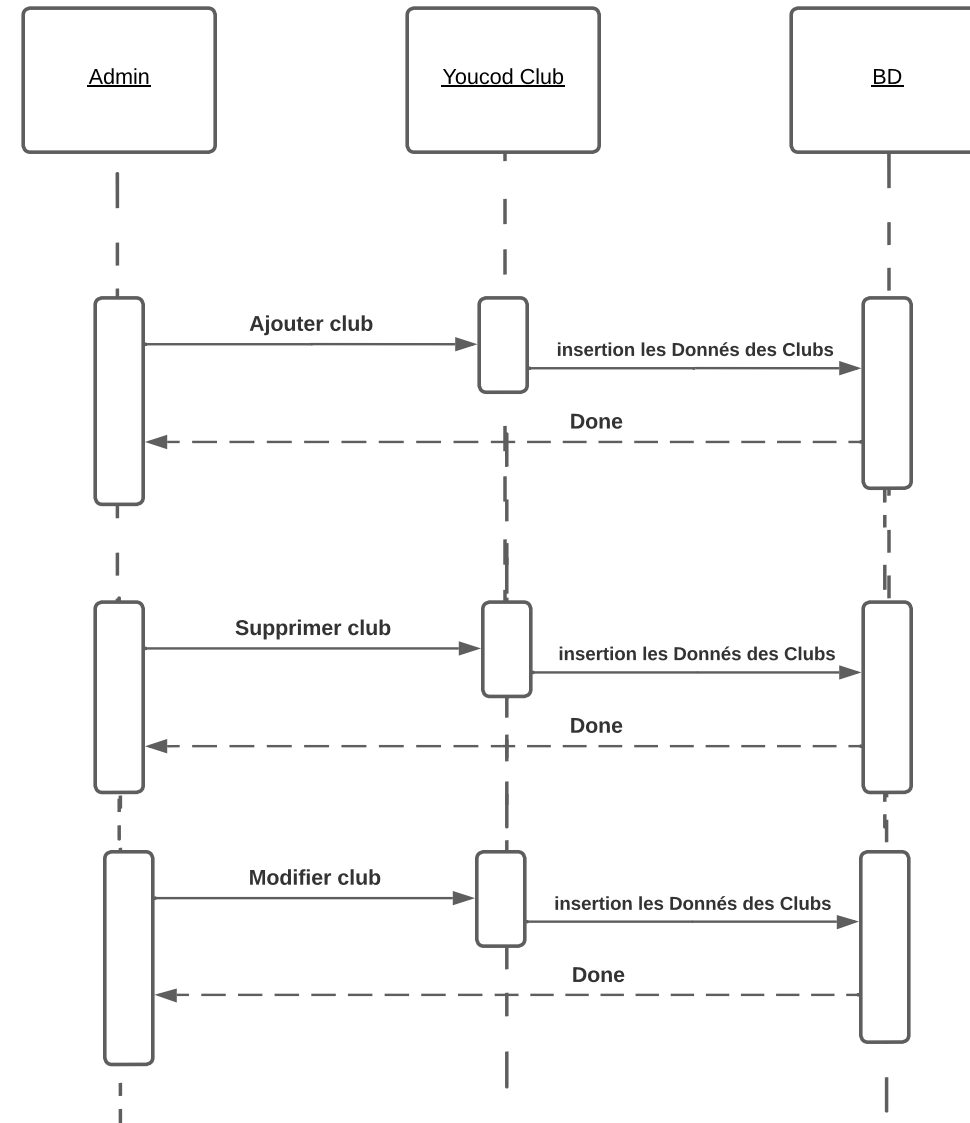 Admin
Youcod Club
BD
Ajouter club
insertion les Donnés des Clubs
Done
Supprimer club
insertion les Donnés des Clubs
Done
Modifier club
insertion les Donnés des Clubs
Done